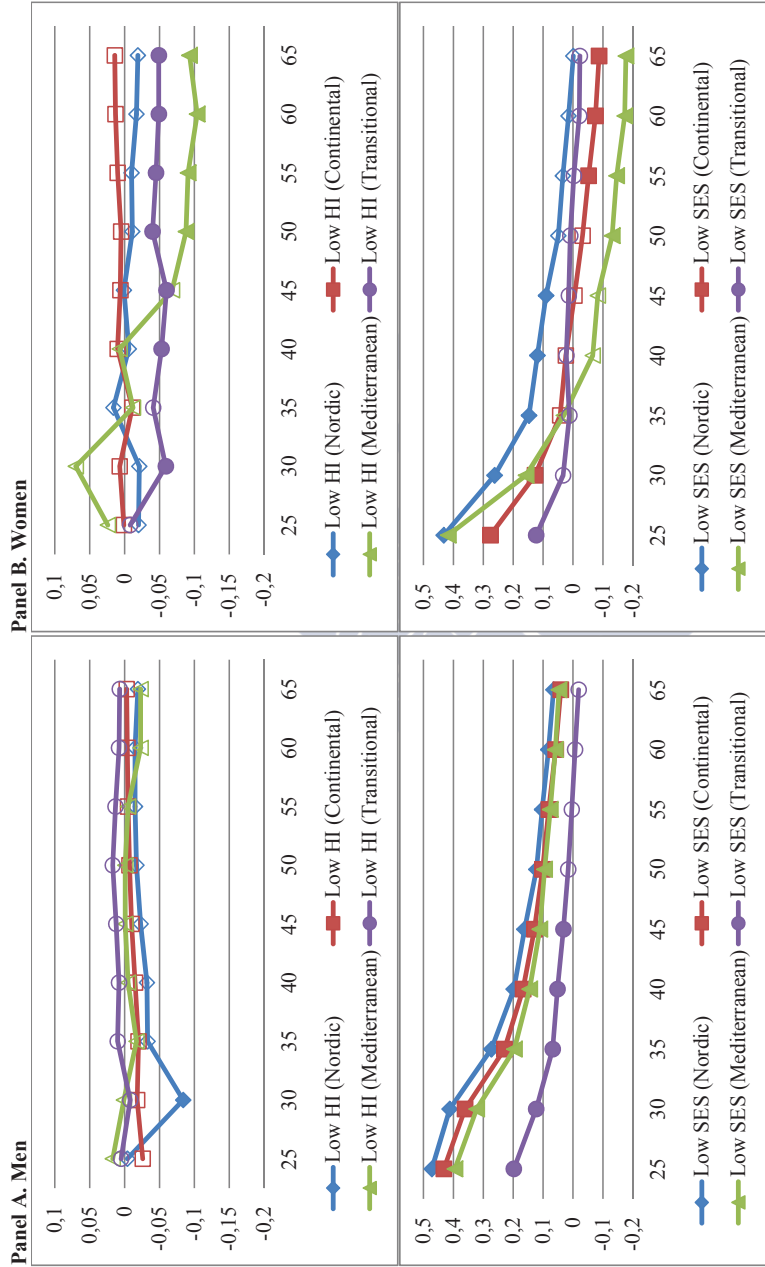 Panel A. Men
0,1
0,05
0
-0,05
-0,1
-0,15
-0,2
25 30 35 40 45 50 55 60 65
Low HI (Nordic) Low HI (Continental)
Low HI (Mediterranean) Low HI (Transitional)
0,5
0,4
0,3
0,2
0,1
0
-0,1
-0,2
25 30 35 40 45 50 55 60 65
Low SES (Nordic) Low SES (Continental)
Low SES (Mediterranean) Low SES (Transitional)
Panel B. Women
0,1
0,05
0
-0,05
-0,1
-0,15
-0,2
25 30 35 40 45 50 55 60 65
Low HI (Nordic) Low HI (Continental)
Low HI (Mediterranean) Low HI (Transitional)
0,5
0,4
0,3
0,2
0,1
0
-0,1
-0,2
25 30 35 40 45 50 55 60 65
Low SES (Nordic) Low SES (Continental)
Low SES (Mediterranean) Low SES (Transitional)